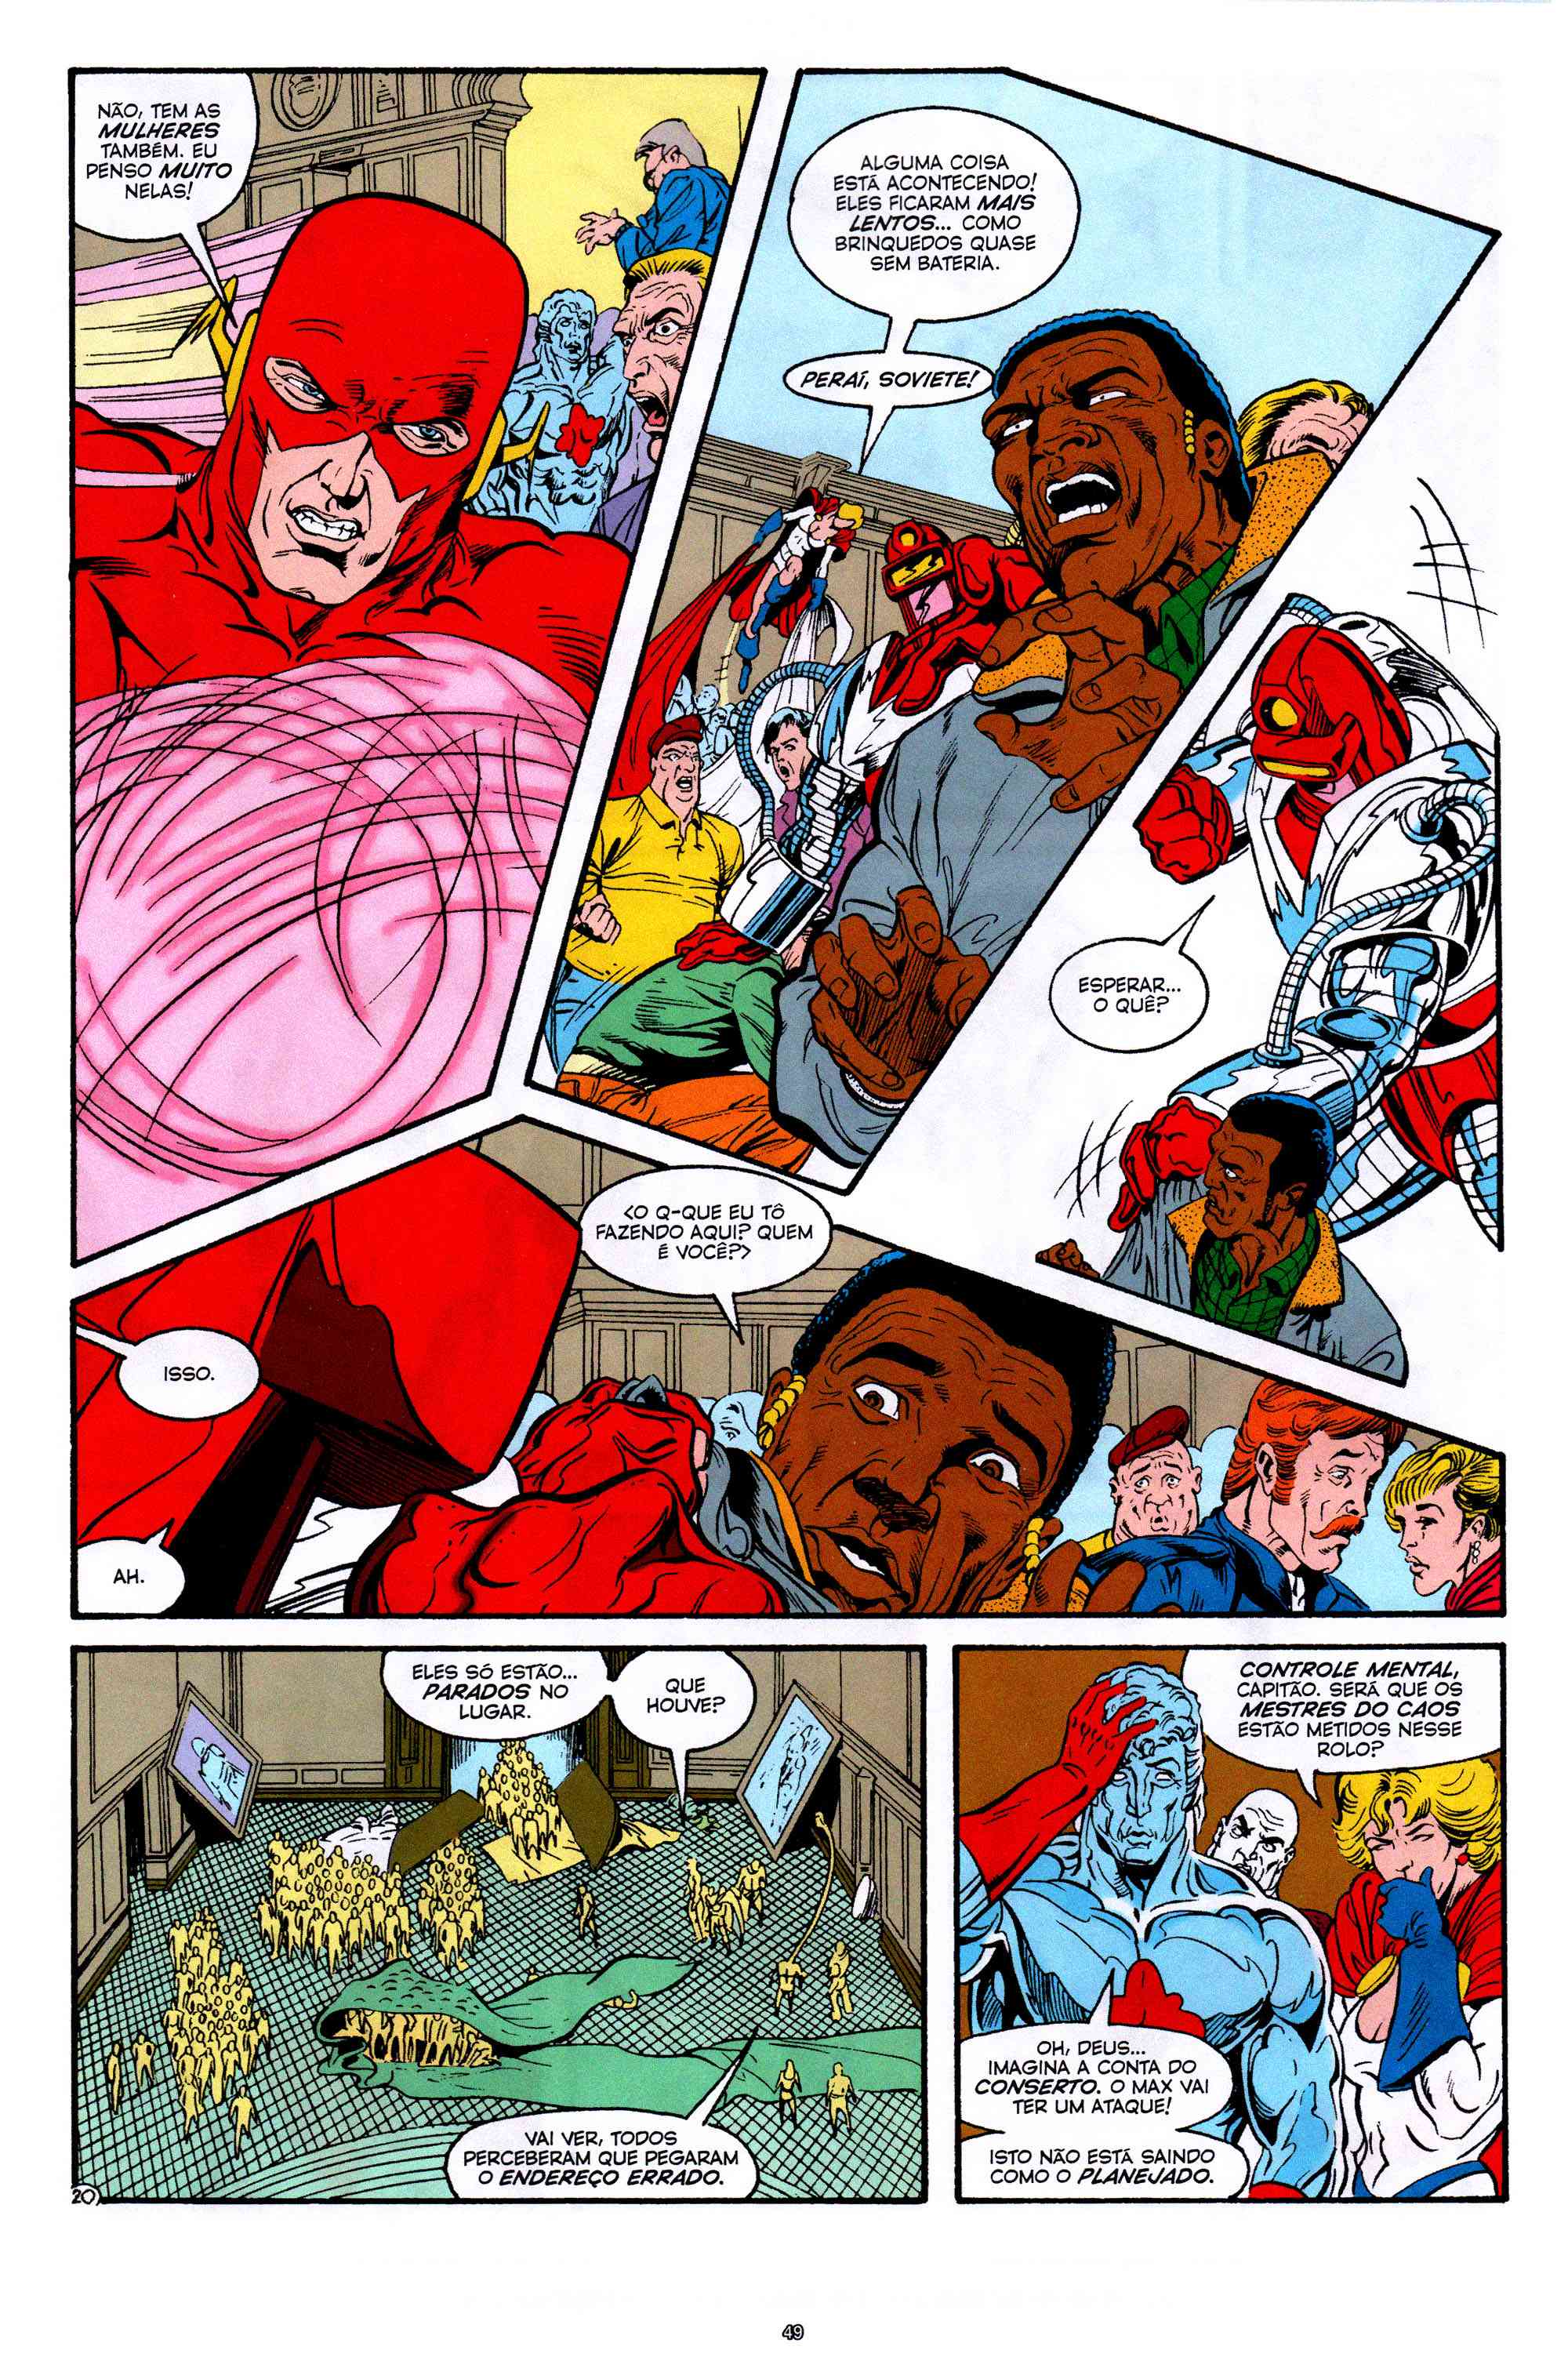 NÃO, TEM AS
MULHERES
TAMBÉM. EU
PENSO MUITO
NELAS!
ALGUMA COISA
ESTÁ ACONTECENDO!
ELES FICARAM MAIS
LENTOS... COMO
BRINQUEDOS QUASE
SEM BATERIA.
PERAÍ, SOVIETE!
ESPERAR...
O QUÊ?
<O Q-QUE EU TÔ
FAZENDO AQUI? QUEM
É VOCÊ?>
ISSO.
AH.
ELES SÓ ESTÃO...
PARADOS NO
LUGAR.
QUE
HOUVE?
VAI VER, TODOS
PERCEBERAM QUE PEGARAM
O ENDEREÇO ERRADO.
20
CONTROLE MENTAL,
CAPITÃO. SERÁ QUE OS
MESTRES DO CAOS
ESTÃO METIDOS NESSE
ROLO?
OH, DEUS...
IMAGINA A CONTA DO
CONSERTO. O MAX VAI
TER UM ATAQUE!
ISTO NÃO ESTÁ SAINDO
COMO O PLANEJADO.
49